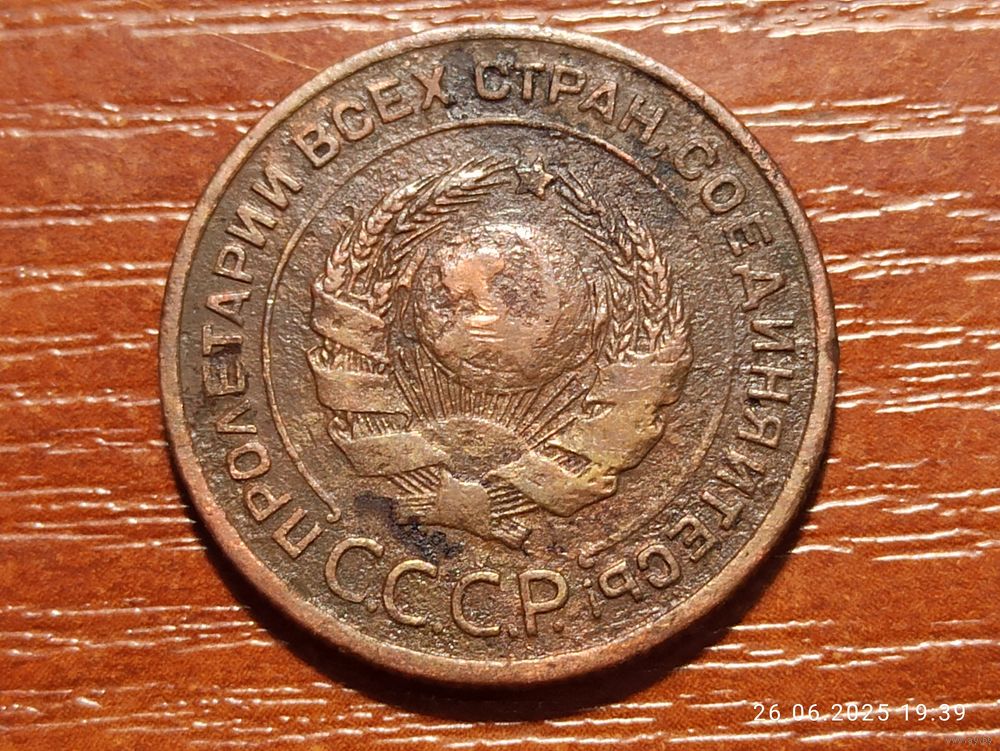 ПРОЛЕТАРИИ ВСЕХ СТРАН, СОЕДИНЯЙТЕСЬ!
С.С.С.Р.
26.06.2025 19:39